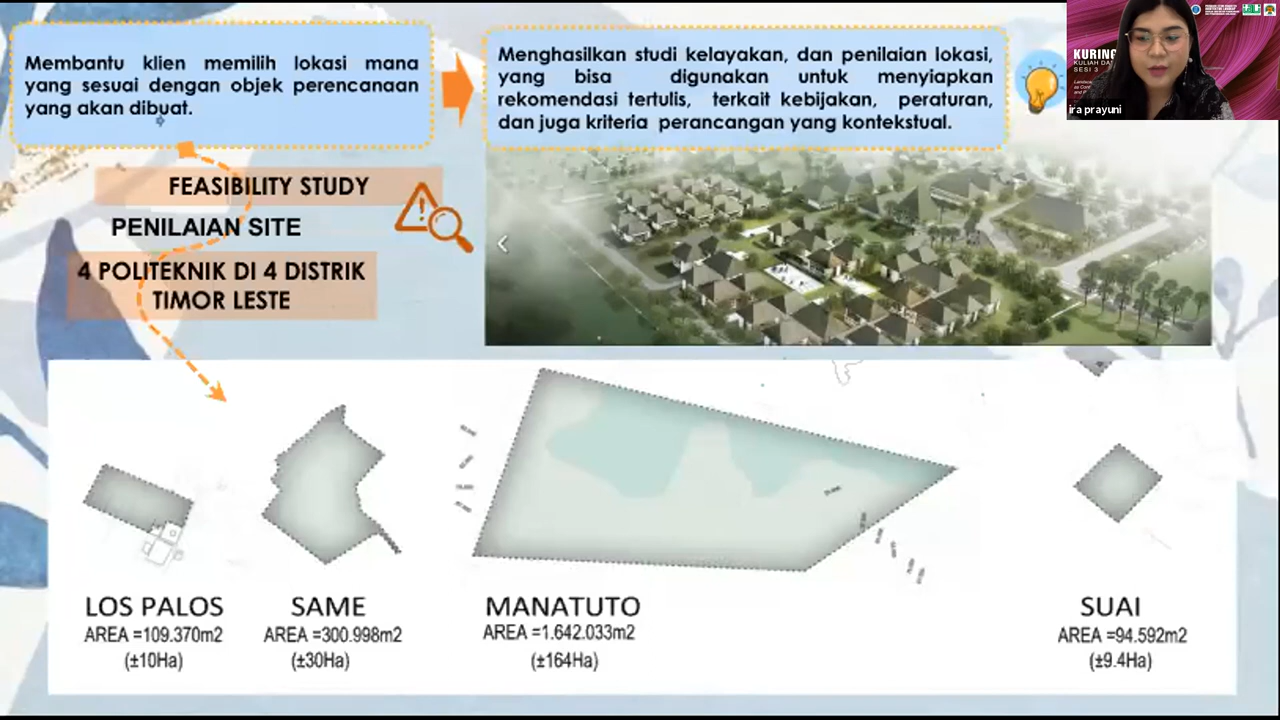 Membantu klien memilih lokasi mana
yang sesuai dengan objek perencanaan
yang akan dibuat.
Menghasilkan studi kelayakan, dan penilaian lokasi,
yang bisa digunakan untuk menyiapkan
rekomendasi tertulis, terkait kebijakan, peraturan,
dan juga kriteria perancangan yang kontekstual.
SESI 3
ira prayuni
FEASIBILITY STUDY
PENILAIAN SITE
4 POLITEKNIK DI 4 DISTRIK
TIMOR LESTE
LOS PALOS
AREA =109.370m2
(±10Ha)
SAME
AREA =300.998m2
(±30Ha)
MANATUTO
AREA =1.642.033m2
(±164Ha)
SUAI
AREA =94.592m2
(±9.4Ha)